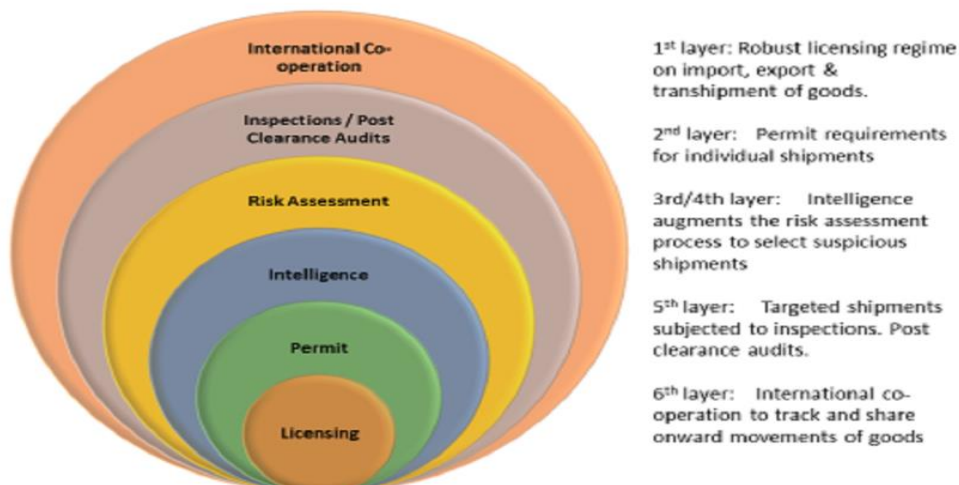 International Co-
operation
Inspections / Post
Clearance Audits
Risk Assessment
Intelligence
Permit
Licensing
1st layer: Robust licensing regime
on import, export &
transhipment of goods.
2nd layer: Permit requirements
for individual shipments
3rd/4th layer: Intelligence
augments the risk assessment
process to select suspicious
shipments
5th layer: Targeted shipments
subjected to inspections. Post
clearance audits.
6th layer: International co-
operation to track and share
onward movements of goods